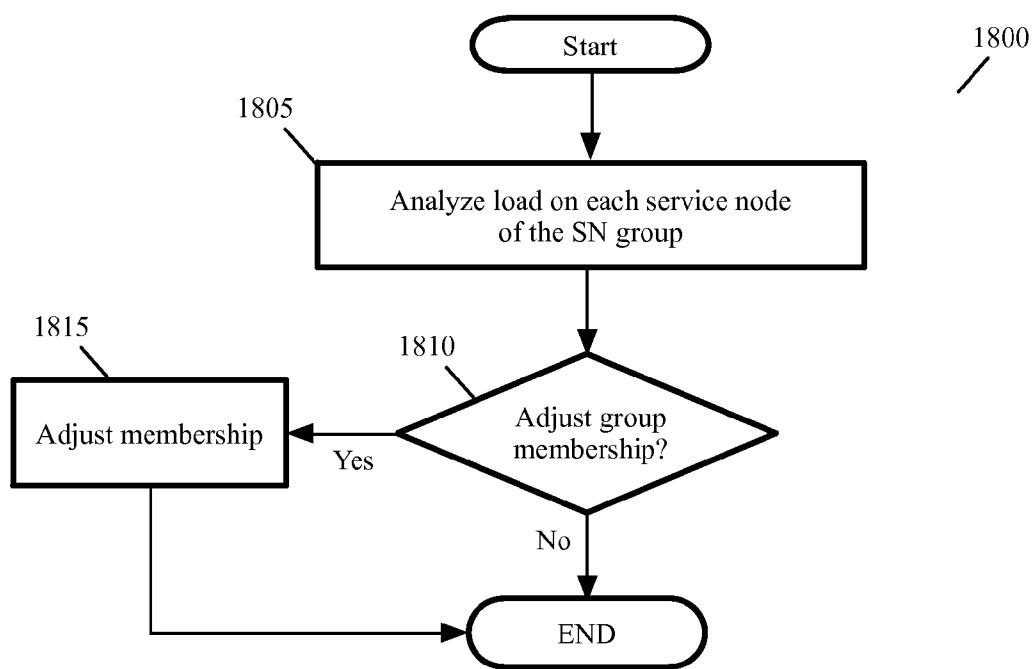 Start
1800
1805
Analyze load on each service node
of the SN group
1815
1810
Adjust membership
Adjust group
membership?
Yes
No
END